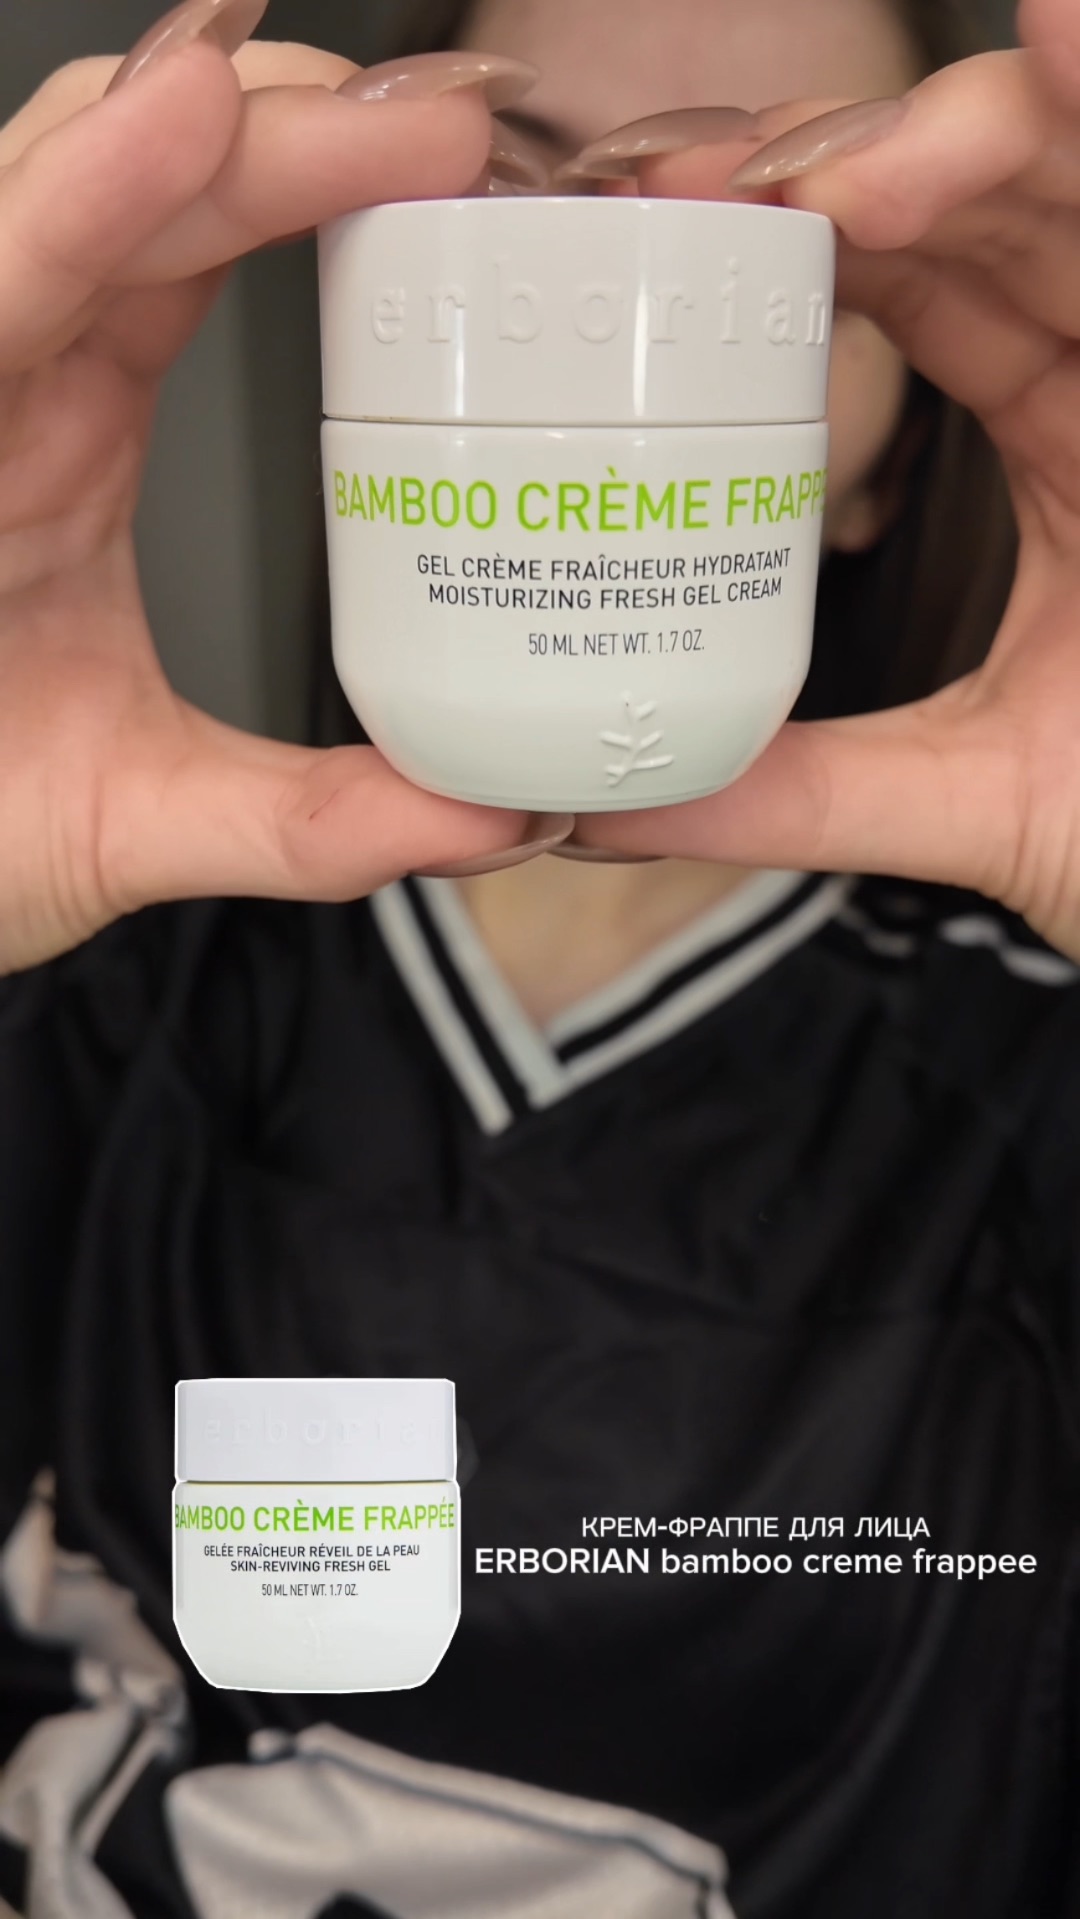 erborian
BAMBOO CRÈME FRAPPÉ
GEL CRÈME FRAÎCHEUR HYDRATANT
MOISTURIZING FRESH GEL CREAM
50 ML NET WT. 1.7 OZ.
erborian
BAMBOO CRÈME FRAPPÉE
GELÉE FRAÎCHEUR RÉVEIL DE LA PEAU
SKIN-REVIVING FRESH GEL
50 ML NET WT. 1.7 OZ.
КРЕМ-ФРАППЕ ДЛЯ ЛИЦА
ERBORIAN bamboo creme frappee